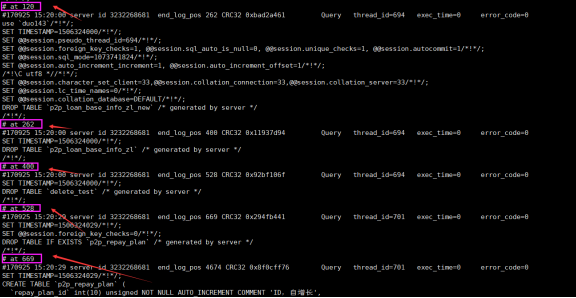 # at 120
#170925 15:20:00 server id 3232268681  end_log_pos 262 CRC32 0xbad2a461  Query  thread_id=694  exec_time=0  error_code=0
use `duo143`/*!*/;
SET TIMESTAMP=1506324000/*!*/;
SET @@session.pseudo_thread_id=694/*!*/;
SET @@session.foreign_key_checks=1, @@session.sql_auto_is_null=0, @@session.unique_checks=1, @@session.autocommit=1/*!*/;
SET @@session.sql_mode=1073741824/*!*/;
SET @@session.auto_increment_increment=1, @@session.auto_increment_offset=1/*!*/;
/*!\C utf8 *//*!*/;
SET @@session.character_set_client=33,@@session.collation_connection=33,@@session.collation_server=33/*!*/;
SET @@session.lc_time_names=0/*!*/;
SET @@session.collation_database=DEFAULT/*!*/;
DROP TABLE `p2p_loan_base_info_zl_new` /* generated by server */
/*!*/;
# at 262
#170925 15:20:00 server id 3232268681  end_log_pos 400 CRC32 0x11937d94  Query  thread_id=694  exec_time=0  error_code=0
SET TIMESTAMP=1506324000/*!*/;
DROP TABLE `p2p_loan_base_info_zl` /* generated by server */
/*!*/;
# at 400
#170925 15:20:00 server id 3232268681  end_log_pos 528 CRC32 0x92bf106f  Query  thread_id=694  exec_time=0  error_code=0
SET TIMESTAMP=1506324000/*!*/;
DROP TABLE `delete_test` /* generated by server */
/*!*/;
# at 528
#170925 15:20:29 server id 3232268681  end_log_pos 669 CRC32 0x294fb441  Query  thread_id=701  exec_time=0  error_code=0
SET TIMESTAMP=1506324029/*!*/;
SET @@session.foreign_key_checks=0/*!*/;
DROP TABLE IF EXISTS `p2p_repay_plan` /* generated by server */
/*!*/;
# at 669
#170925 15:20:29 server id 3232268681  end_log_pos 4674 CRC32 0x8f0cff76  Query  thread_id=701  exec_time=0  error_code=0
SET TIMESTAMP=1506324029/*!*/;
CREATE TABLE `p2p_repay_plan` (
`repay_plan_id` int(10) unsigned NOT NULL AUTO_INCREMENT COMMENT 'ID，自增长',